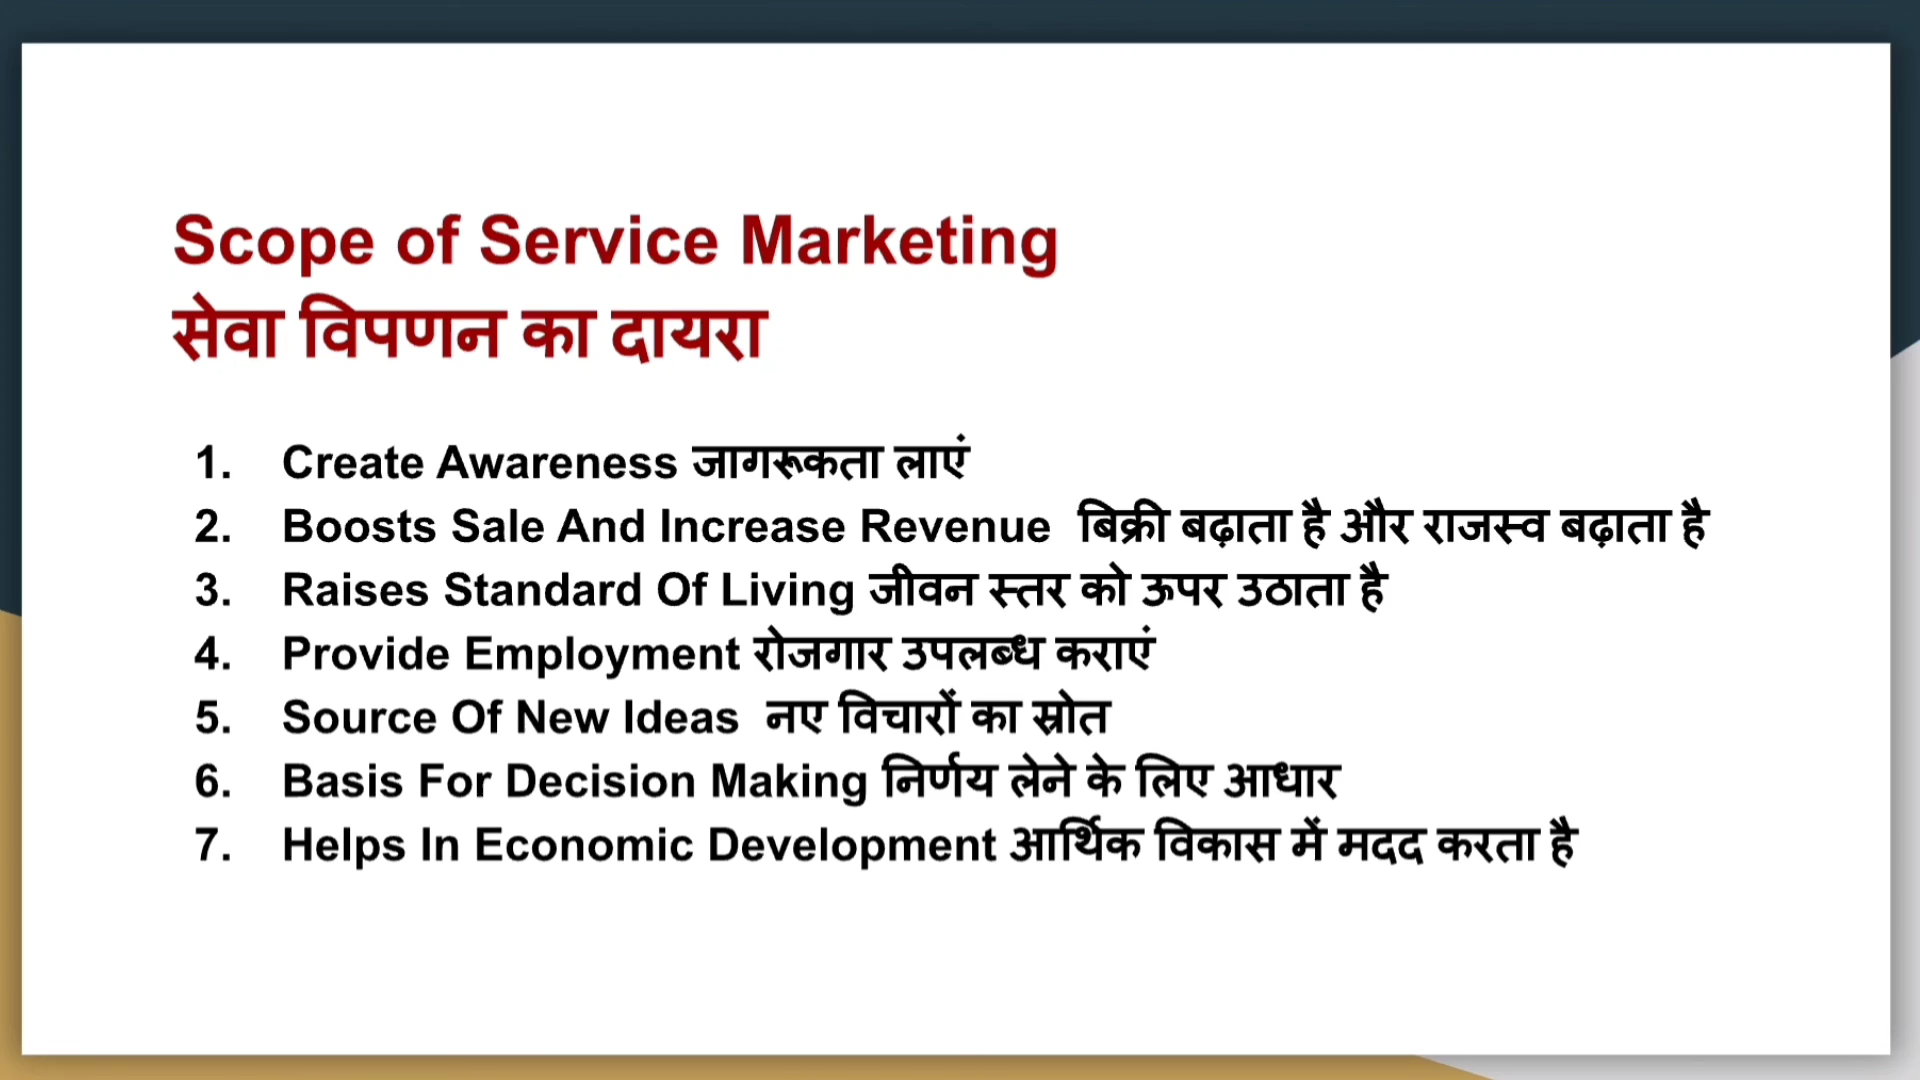 Scope of Service Marketing
सेवा विपणन का दायरा
1. Create Awareness जागरूकता लाएं
2. Boosts Sale And Increase Revenue बिक्री बढ़ाता है और राजस्व बढ़ाता है
3. Raises Standard Of Living जीवन स्तर को ऊपर उठाता है
4. Provide Employment रोजगार उपलब्ध कराएं
5. Source Of New Ideas नए विचारों का स्रोत
6. Basis For Decision Making निर्णय लेने के लिए आधार
7. Helps In Economic Development आर्थिक विकास में मदद करता है